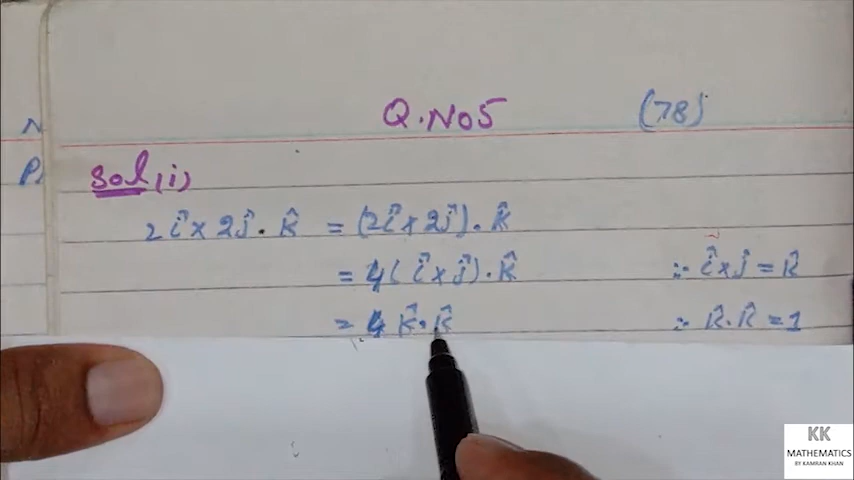 Q.No5 (78)
N
P
Sol (i)
2î × 2ĵ . k̂ = (2î × 2ĵ) . k̂
= 4 (î × ĵ) . k̂ ∵ î × ĵ = k̂
= 4 k̂ . k̂ ∵ k̂ . k̂ = 1
KK
MATHEMATICS
BY KAMRAN KHAN